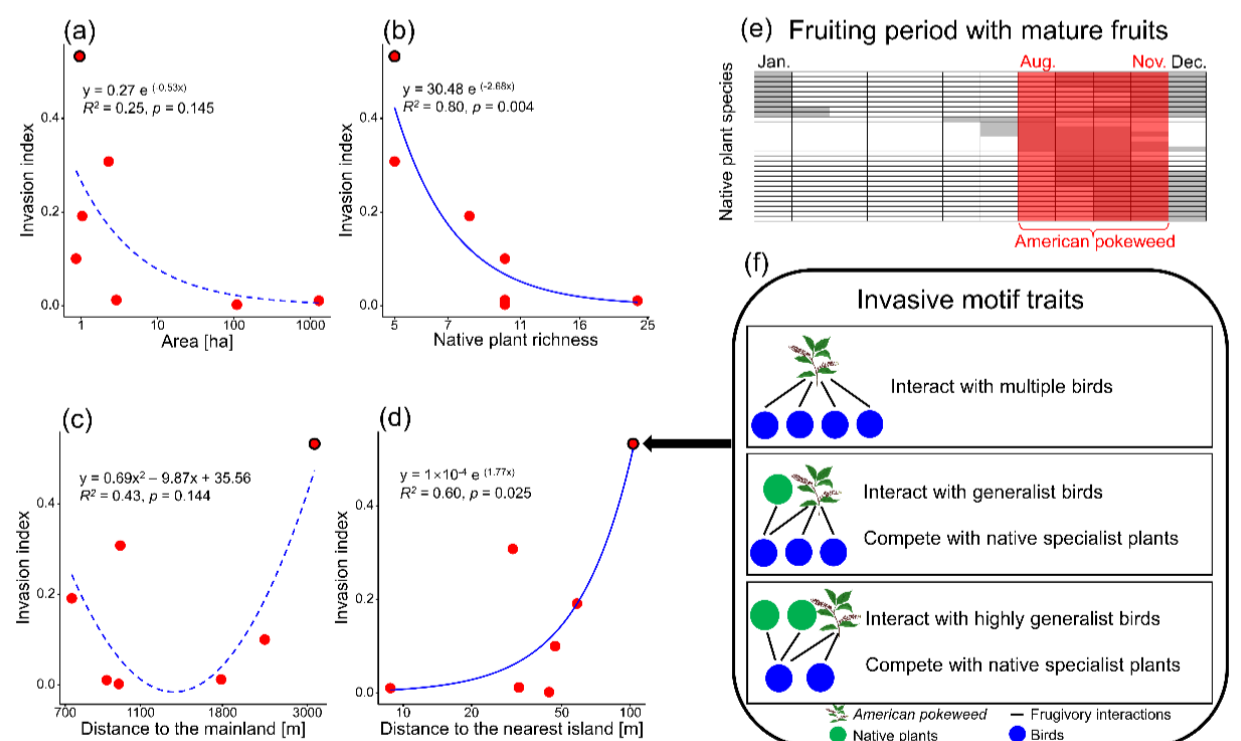 (a)
y = 0.27 e (-0.53x)
R² = 0.25, p = 0.145
Invasion index
0.4
0.2
0.0
1 10 100 1000
Area [ha]
(b)
y = 30.48 e (-2.68x)
R² = 0.80, p = 0.004
Invasion index
0.4
0.2
0.0
5 7 11 16 25
Native plant richness
(c)
y = 0.69x² – 9.87x + 35.56
R² = 0.43, p = 0.144
Invasion index
0.4
0.2
0.0
700 1100 1800 3000
Distance to the mainland [m]
(d)
y = 1×10⁻⁴ e (1.77x)
R² = 0.60, p = 0.025
Invasion index
0.4
0.2
0.0
10 20 50 100
Distance to the nearest island [m]
(e) Fruiting period with mature fruits
Jan. Aug. Nov. Dec.
Native plant species
American pokeweed
(f)
Invasive motif traits
Interact with multiple birds
Interact with generalist birds
Compete with native specialist plants
Interact with highly generalist birds
Compete with native specialist plants
American pokeweed Frugivory interactions
Native plants Birds